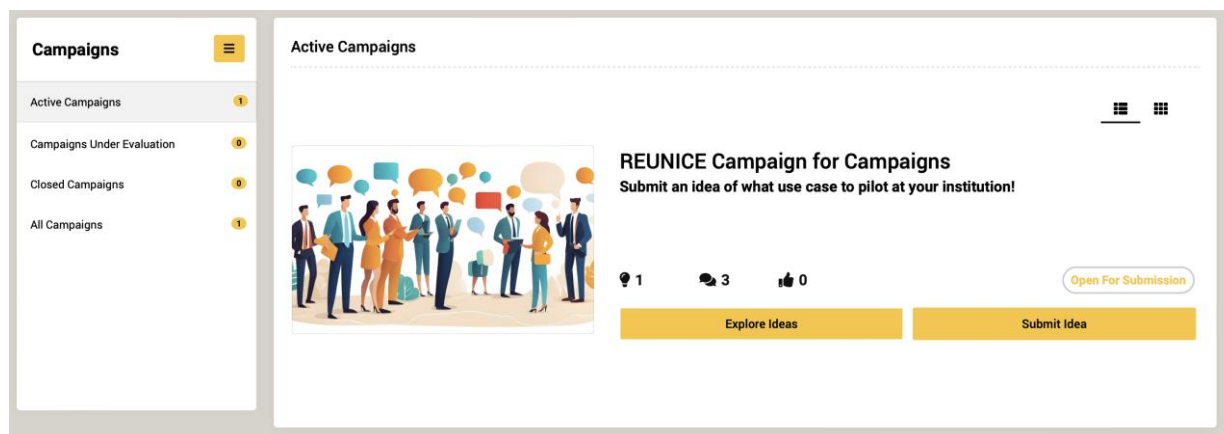 Campaigns
Active Campaigns 1
Campaigns Under Evaluation 0
Closed Campaigns 0
All Campaigns 1
Active Campaigns
REUNICE Campaign for Campaigns
Submit an idea of what use case to pilot at your institution!
1 3 0 Open For Submission
Explore Ideas Submit Idea